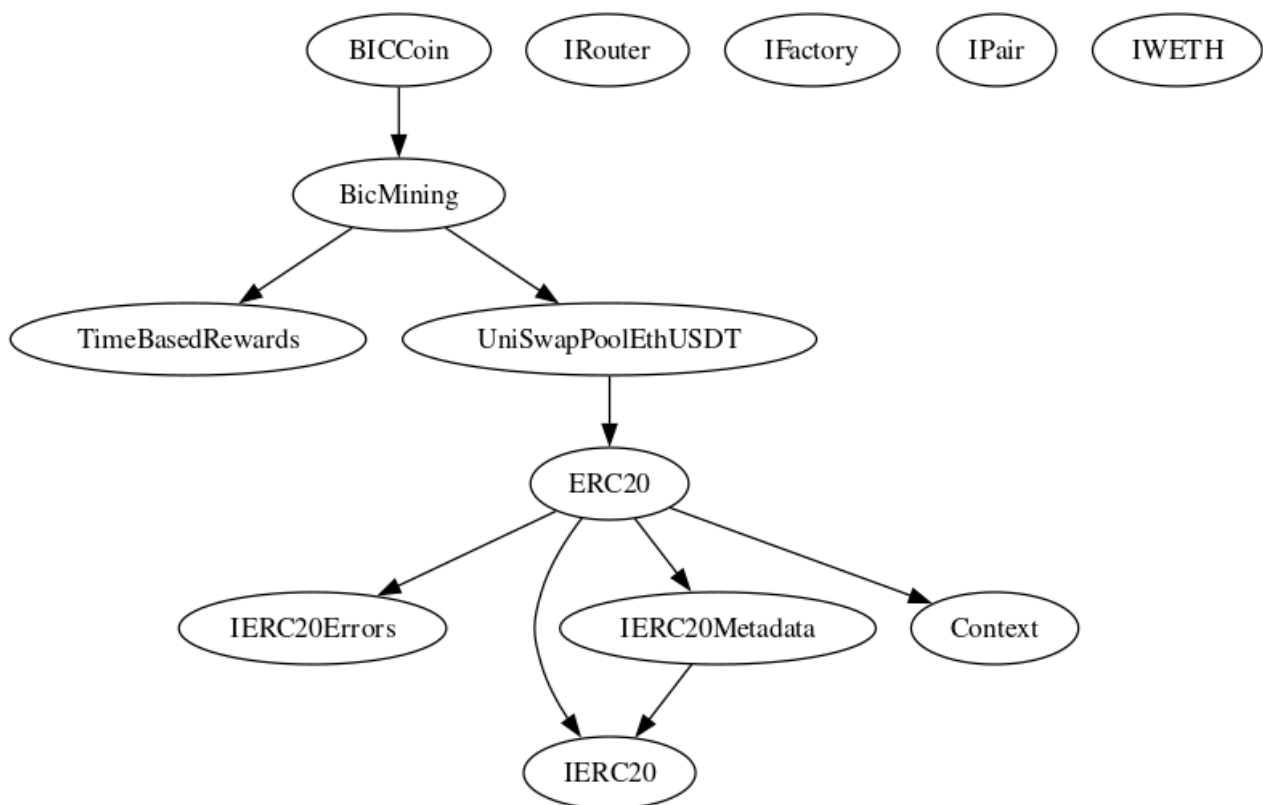 BICCoin
IRouter
IFactory
IPair
IWETH
BicMining
TimeBasedRewards
UniSwapPoolEthUSDT
ERC20
IERC20Errors
IERC20Metadata
Context
IERC20